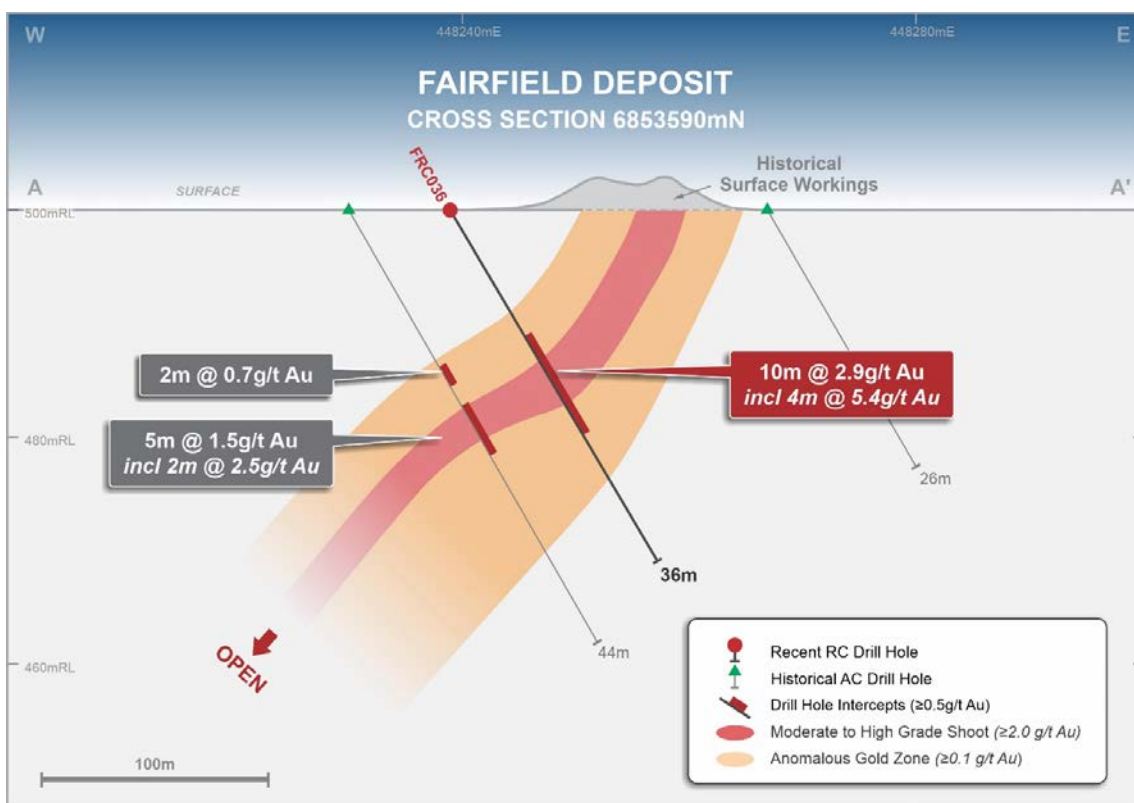 W
448240mE
448280mE
E
FAIRFIELD DEPOSIT
CROSS SECTION 6853590mN
FRC036
Historical
Surface Workings
A
SURFACE
A'
500mRL
2m @ 0.7g/t Au
10m @ 2.9g/t Au
incl 4m @ 5.4g/t Au
5m @ 1.5g/t Au
incl 2m @ 2.5g/t Au
480mRL
26m
36m
44m
OPEN
460mRL
100m
Recent RC Drill Hole
Historical AC Drill Hole
Drill Hole Intercepts (≥0.5g/t Au)
Moderate to High Grade Shoot (≥2.0 g/t Au)
Anomalous Gold Zone (≥0.1 g/t Au)